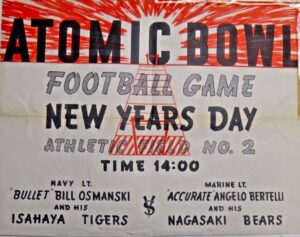 ATOMIC BOWL
FOOTBALL GAME
NEW YEARS DAY
ATHLETIC FIELD NO. 2
TIME 14:00
NAVY LT.
"BULLET" BILL OSMANSKI
AND HIS
ISAHAYA TIGERS
VS
MARINE LT.
"ACCURATE" ANGELO BERTELLI
AND HIS
NAGASAKI BEARS